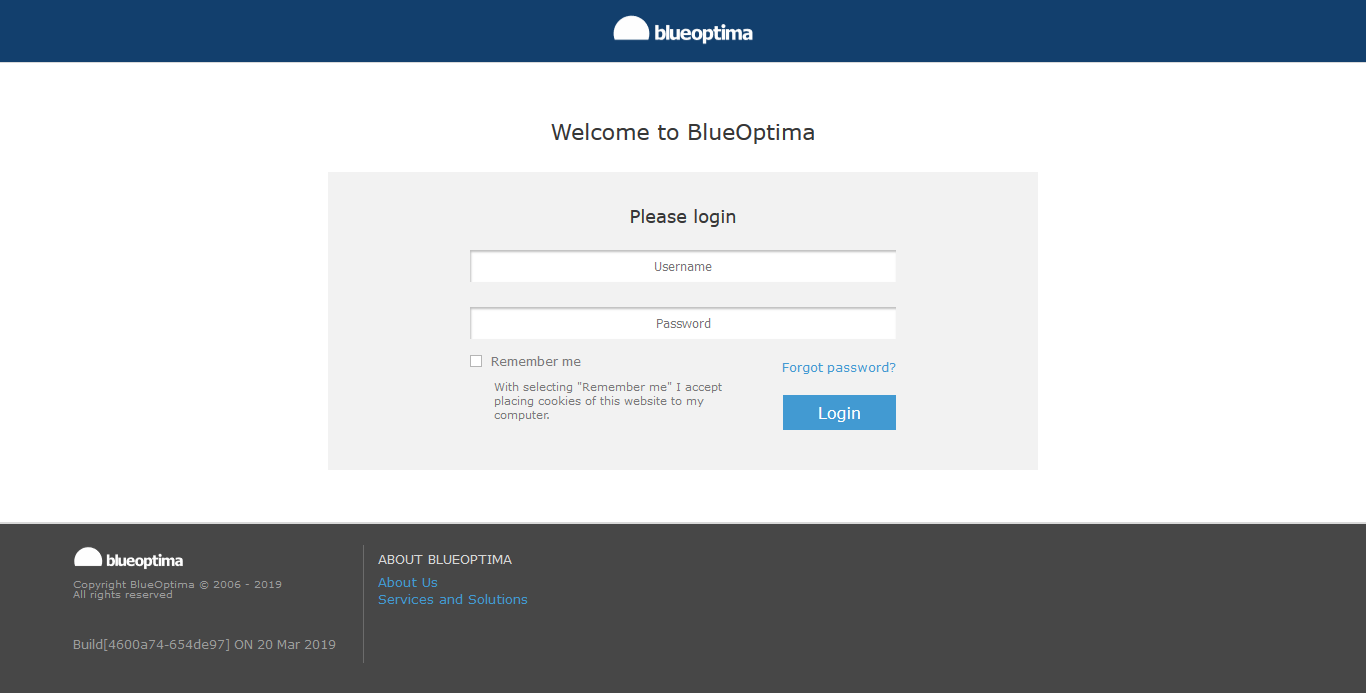 blueoptima
Welcome to BlueOptima
Please login
Username
Password
Remember me
Forgot password?
With selecting "Remember me" I accept
placing cookies of this website to my
computer.
Login
blueoptima
Copyright BlueOptima © 2006 - 2019
All rights reserved
Build[4600a74-654de97] ON 20 Mar 2019
ABOUT BLUEOPTIMA
About Us
Services and Solutions